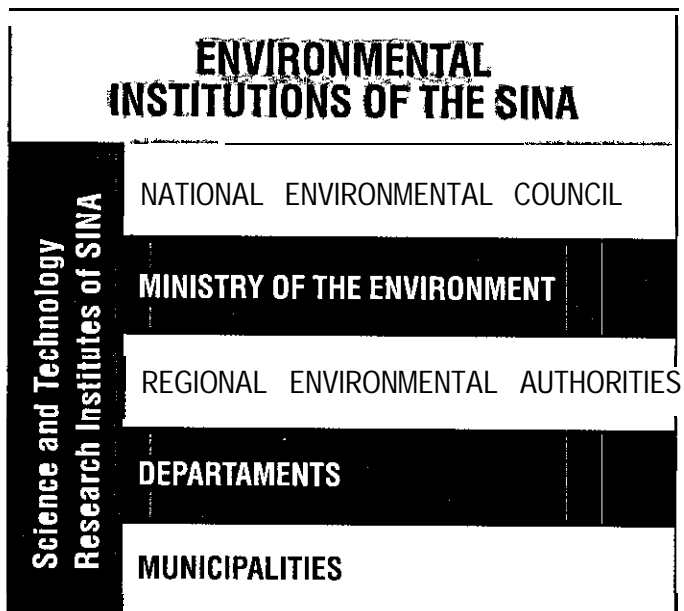 ENVIRONMENTAL
INSTITUTIONS OF THE SINA
Science and Technology
Research Institutes of SINA
NATIONAL ENVIRONMENTAL COUNCIL
MINISTRY OF THE ENVIRONMENT
REGIONAL ENVIRONMENTAL AUTHORITIES
DEPARTAMENTS
MUNICIPALITIES